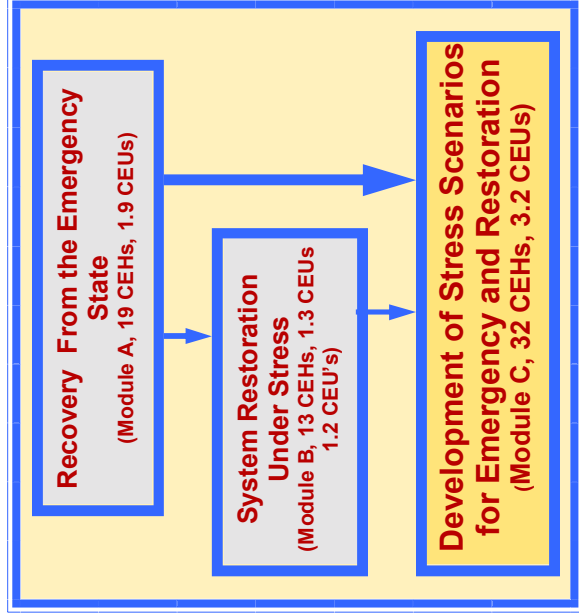 Recovery From the Emergency
State
(Module A, 19 CEHs, 1.9 CEUs)
System Restoration
Under Stress
(Module B, 13 CEHs, 1.3 CEUs
1.2 CEU's)
Development of Stress Scenarios
for Emergency and Restoration
(Module C, 32 CEHs, 3.2 CEUs)